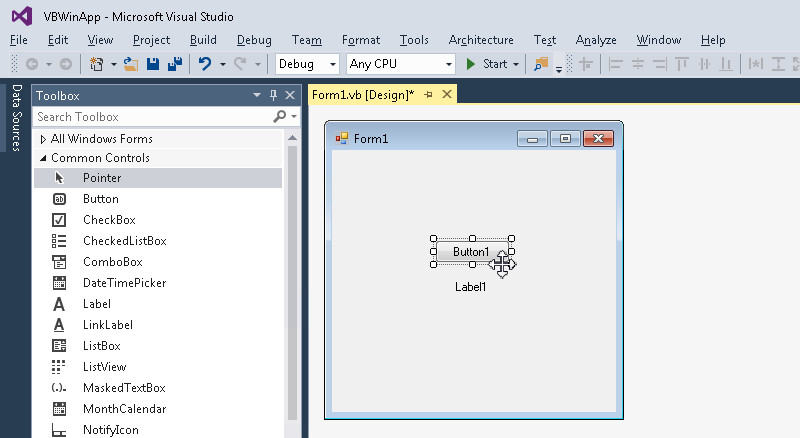 VBWinApp - Microsoft Visual Studio
File Edit View Project Build Debug Team Format Tools Architecture Test Analyze Window Help
Debug Any CPU Start
Data Sources
Toolbox
Form1.vb [Design]*
Search Toolbox
All Windows Forms
Common Controls
Pointer
Button
CheckBox
CheckedListBox
ComboBox
DateTimePicker
Label
LinkLabel
ListBox
ListView
MaskedTextBox
MonthCalendar
NotifyIcon
Form1
Button1
Label1